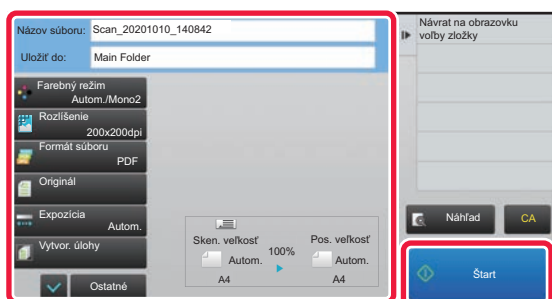 Názov súboru: Scan_20201010_140842
Uložiť do: Main Folder
Farebný režim
Autom./Mono2
Rozlíšenie
200x200dpi
Formát súboru
PDF
Originál
Expozícia
Autom.
Vytvor. úlohy
Ostatné
Sken. veľkosť
100%
Pos. veľkosť
Autom.
Autom.
A4
A4
Návrat na obrazovku
voľby zložky
Náhľad
CA
Štart